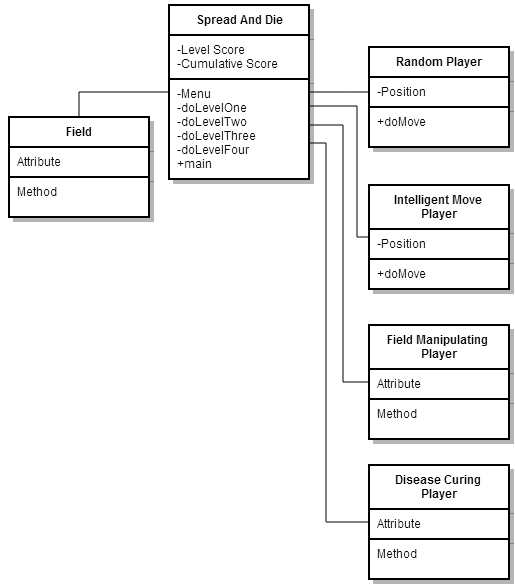 Spread And Die
-Level Score
-Cumulative Score
-Menu
-doLevelOne
-doLevelTwo
-doLevelThree
-doLevelFour
+main
Field
Attribute
Method
Random Player
-Position
+doMove
Intelligent Move
Player
-Position
+doMove
Field Manipulating
Player
Attribute
Method
Disease Curing
Player
Attribute
Method